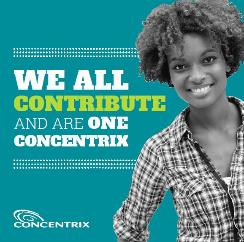 WE ALL
CONTRIBUTE
AND ARE ONE
CONCENTRIX
CONCENTRIX